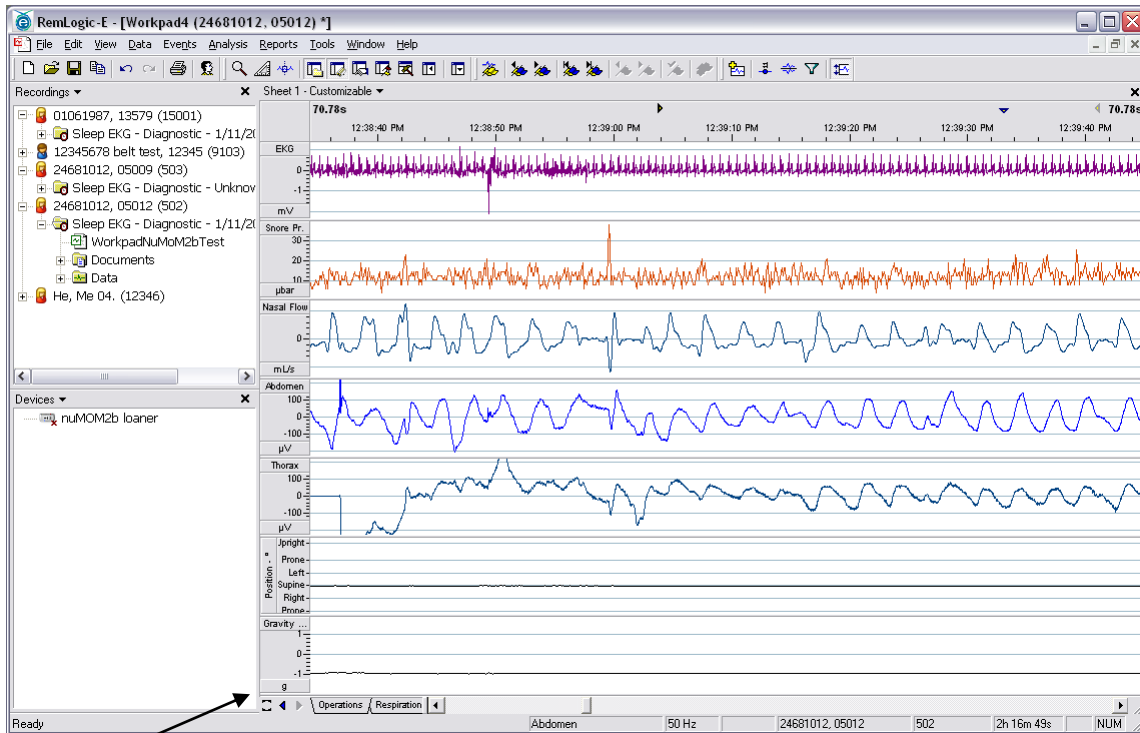 RemLogic-E - [Workpad4 (24681012, 05012) *]
File Edit View Data Events Analysis Reports Tools Window Help
Recordings
01061987, 13579 (15001)
Sleep EKG - Diagnostic - 1/11/20
12345678 belt test, 12345 (9103)
24681012, 05009 (503)
Sleep EKG - Diagnostic - Unknov
24681012, 05012 (502)
Sleep EKG - Diagnostic - 1/11/20
WorkpadNuMoM2bTest
Documents
Data
He, Me 04. (12346)
Devices
nuMOM2b loaner
Sheet 1 - Customizable
70.78s 70.78s
12:38:40 PM 12:38:50 PM 12:39:00 PM 12:39:10 PM 12:39:20 PM 12:39:30 PM 12:39:40 PM
EKG
0
-1
mV
Snore Pr.
30
20
10
µbar
Nasal Flow
0
mL/s
Abdomen
100
0
-100
µV
Thorax
100
0
-100
µV
Position - °
Upright
Prone
Left
Supine
Right
Prone
Gravity ...
1
0
-1
g
Operations Respiration
Ready Abdomen 50 Hz 24681012, 05012 502 2h 16m 49s NUM